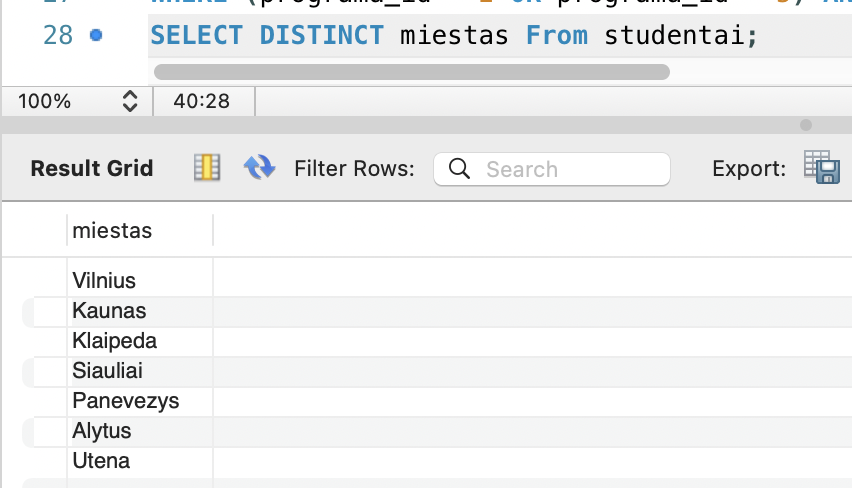 28 SELECT DISTINCT miestas From studentai;
100% 40:28
Result Grid Filter Rows: Search Export:
miestas
Vilnius
Kaunas
Klaipeda
Siauliai
Panevezys
Alytus
Utena